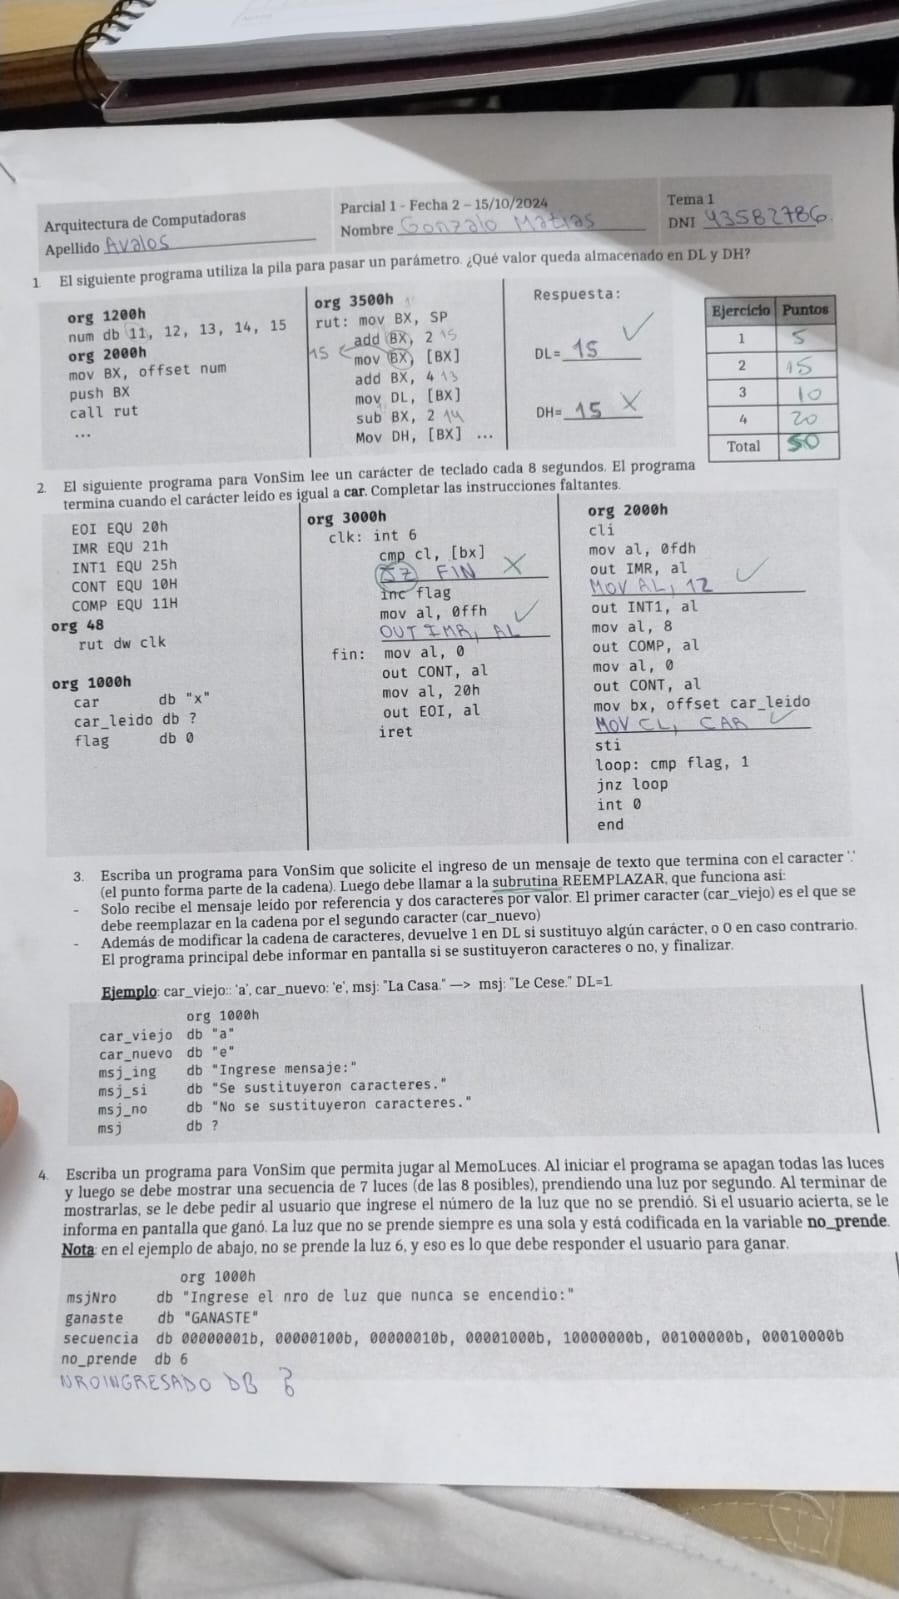 Arquitectura de Computadoras
Parcial 1 - Fecha 2 - 15/10/2024
Tema 1
Apellido Avalos
Nombre Gonzalo Matias
DNI 43582786
1 El siguiente programa utiliza la pila para pasar un parámetro. ¿Qué valor queda almacenado en DL y DH?
org 1200h
num db 11, 12, 13, 14, 15
org 2000h
mov BX, offset num
push BX
call rut
...
org 3500h
rut: mov BX, SP
add BX, 2 15
15 mov BX, [BX]
add BX, 4 13
mov DL, [BX]
sub BX, 2 14
Mov DH, [BX] ...
Respuesta:
DL= 15
DH= 15 X
Ejercicio Puntos
1 5
2 15
3 10
4 20
Total 50
2. El siguiente programa para VonSim lee un carácter de teclado cada 8 segundos. El programa
termina cuando el carácter leído es igual a car. Completar las instrucciones faltantes.
EOI EQU 20h
IMR EQU 21h
INT1 EQU 25h
CONT EQU 10H
COMP EQU 11H
org 48
rut dw clk
org 1000h
car db "x"
car_leido db ?
flag db 0
org 3000h
clk: int 6
cmp cl, [bx]
JZ FIN X
inc flag
mov al, 0ffh
OUT IMR, AL
fin: mov al, 0
out CONT, al
mov al, 20h
out EOI, al
iret
org 2000h
cli
mov al, 0fdh
out IMR, al
MOV AL, 12
out INT1, al
mov al, 8
out COMP, al
mov al, 0
out CONT, al
mov bx, offset car_leido
MOV CL, CAR
sti
loop: cmp flag, 1
jnz loop
int 0
end
3. Escriba un programa para VonSim que solicite el ingreso de un mensaje de texto que termina con el caracter '.'
(el punto forma parte de la cadena). Luego debe llamar a la subrutina REEMPLAZAR, que funciona así:
- Solo recibe el mensaje leído por referencia y dos caracteres por valor. El primer caracter (car_viejo) es el que se
debe reemplazar en la cadena por el segundo caracter (car_nuevo)
- Además de modificar la cadena de caracteres, devuelve 1 en DL si sustituyo algún carácter, o 0 en caso contrario.
El programa principal debe informar en pantalla si se sustituyeron caracteres o no, y finalizar.
Ejemplo: car_viejo:: 'a', car_nuevo: 'e', msj: "La Casa." —> msj: "Le Cese." DL=1.
org 1000h
car_viejo db "a"
car_nuevo db "e"
msj_ing db "Ingrese mensaje:"
msj_si db "Se sustituyeron caracteres."
msj_no db "No se sustituyeron caracteres."
msj db ?
4. Escriba un programa para VonSim que permita jugar al MemoLuces. Al iniciar el programa se apagan todas las luces
y luego se debe mostrar una secuencia de 7 luces (de las 8 posibles), prendiendo una luz por segundo. Al terminar de
mostrarlas, se le debe pedir al usuario que ingrese el número de la luz que no se prendió. Si el usuario acierta, se le
informa en pantalla que ganó. La luz que no se prende siempre es una sola y está codificada en la variable no_prende.
Nota: en el ejemplo de abajo, no se prende la luz 6, y eso es lo que debe responder el usuario para ganar.
org 1000h
msjNro db "Ingrese el nro de luz que nunca se encendio:"
ganaste db "GANASTE"
secuencia db 00000001b, 00000100b, 00000010b, 00001000b, 10000000b, 00100000b, 00010000b
no_prende db 6
NROINGRESADO DB ?